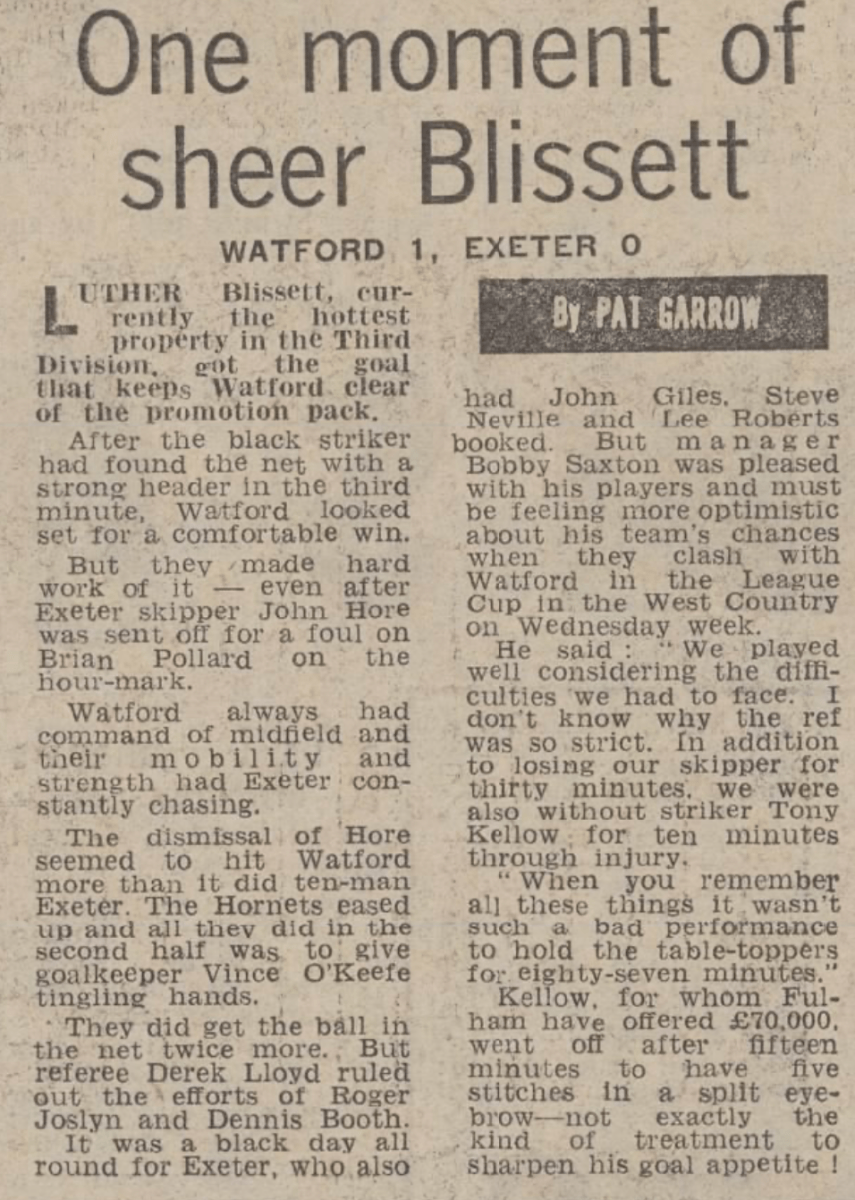 One moment of
sheer Blissett
WATFORD 1, EXETER 0
LUTHER Blissett, cur-
rently the hottest
property in the Third
Division, got the goal
that keeps Watford clear
of the promotion pack.
After the black striker
had found the net with a
strong header in the third
minute, Watford looked
set for a comfortable win.
But they made hard
work of it — even after
Exeter skipper John Hore
was sent off for a foul on
Brian Pollard on the
hour-mark.
Watford always had
command of midfield and
their mobility and
strength had Exeter con-
stantly chasing.
The dismissal of Hore
seemed to hit Watford
more than it did ten-man
Exeter. The Hornets eased
up and all they did in the
second half was to give
goalkeeper Vince O'Keefe
tingling hands.
They did get the ball in
the net twice more. But
referee Derek Lloyd ruled
out the efforts of Roger
Joslyn and Dennis Booth.
It was a black day all
round for Exeter, who also
By PAT GARROW
had John Giles, Steve
Neville and Lee Roberts
booked. But manager
Bobby Saxton was pleased
with his players and must
be feeling more optimistic
about his team's chances
when they clash with
Watford in the League
Cup in the West Country
on Wednesday week.
He said : "We played
well considering the diffi-
culties we had to face. I
don't know why the ref
was so strict. In addition
to losing our skipper for
thirty minutes, we were
also without striker Tony
Kellow for ten minutes
through injury.
"When you remember
all these things it wasn't
such a bad performance
to hold the table-toppers
for eighty-seven minutes."
Kellow, for whom Ful-
ham have offered £70,000,
went off after fifteen
minutes to have five
stitches in a split eye-
brow—not exactly the
kind of treatment to
sharpen his goal appetite !